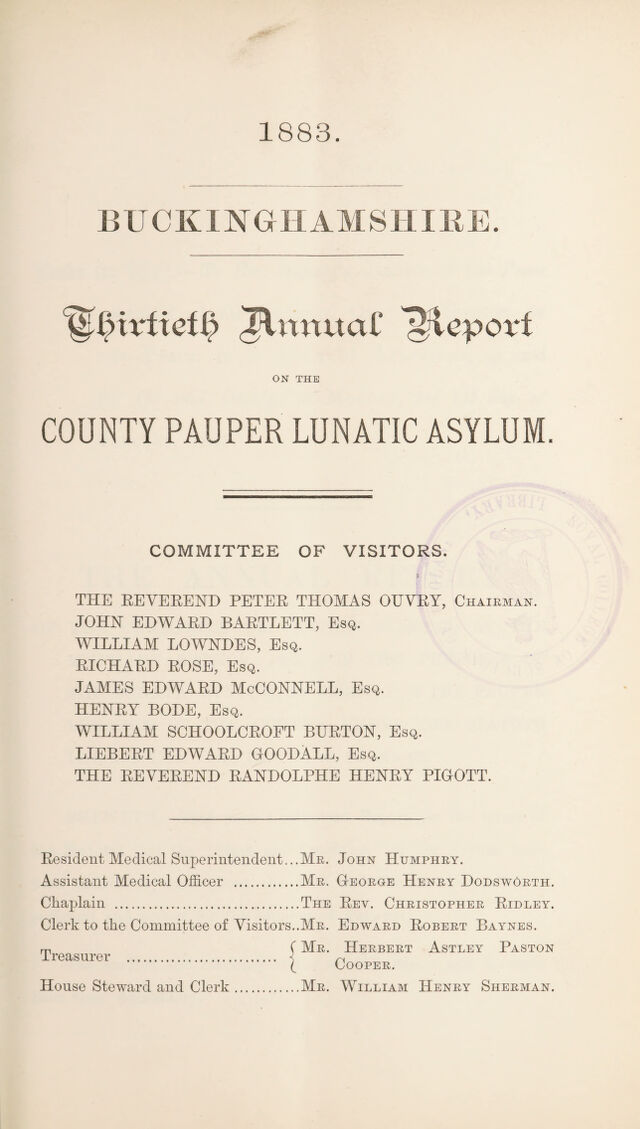 1883.
BUCKINGHAMSHIRE.
Thirtieth Annual Report
ON THE
COUNTY PAUPER LUNATIC ASYLUM.
COMMITTEE OF VISITORS.
THE REVEREND PETER THOMAS OUVRY, CHAIRMAN.
JOHN EDWARD BARTLETT, ESQ.
WILLIAM LOWNDES, ESQ.
RICHARD ROSE, ESQ.
JAMES EDWARD McCONNELL, ESQ.
HENRY BODE, ESQ.
WILLIAM SCHOOLCROFT BURTON, ESQ.
LIEBERT EDWARD GOODALL, ESQ.
THE REVEREND RANDOLPHE HENRY PIGOTT.
Resident Medical Superintendent...MR. JOHN HUMPHRY.
Assistant Medical Officer ............MR. GEORGE HENRY DODSWORTH.
Chaplain ................................THE REV. CHRISTOPHER RIDLEY.
Clerk to the Committee of Visitors..MR. EDWARD ROBERT BAYNES.
Treasurer .......................... { MR. HERBERT ASTLEY PASTON
COOPER.
House Steward and Clerk ............MR. WILLIAM HENRY SHERMAN.
LIBRARY
ROYAL COLLEGE OF